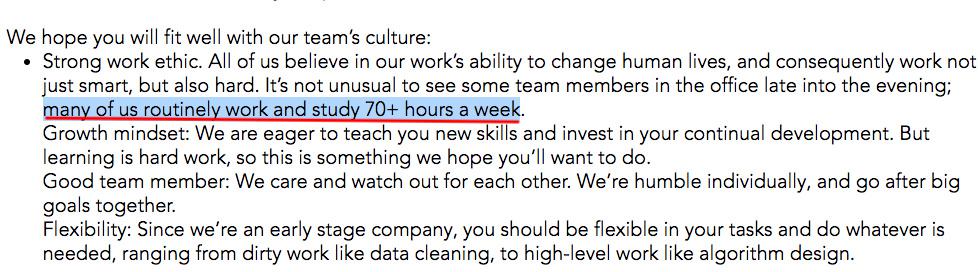 We hope you will fit well with our team's culture:
• Strong work ethic. All of us believe in our work's ability to change human lives, and consequently work not
just smart, but also hard. It's not unusual to see some team members in the office late into the evening;
many of us routinely work and study 70+ hours a week.
Growth mindset: We are eager to teach you new skills and invest in your continual development. But
learning is hard work, so this is something we hope you'll want to do.
Good team member: We care and watch out for each other. We're humble individually, and go after big
goals together.
Flexibility: Since we're an early stage company, you should be flexible in your tasks and do whatever is
needed, ranging from dirty work like data cleaning, to high-level work like algorithm design.